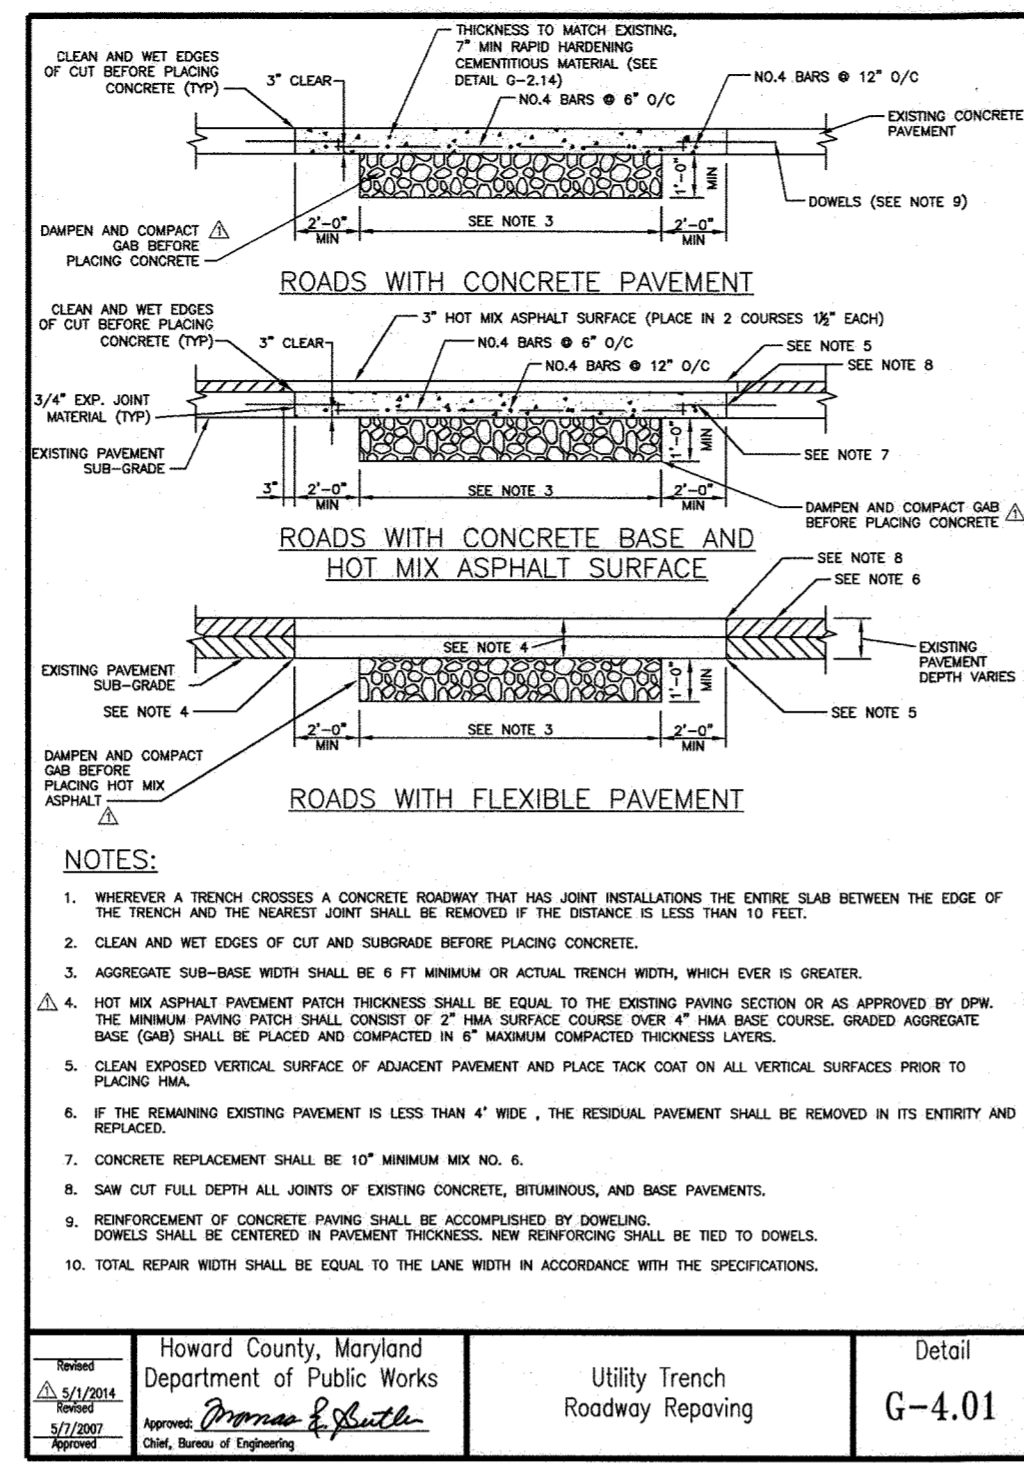 CLEAN AND WET EDGES
OF CUT BEFORE PLACING
CONCRETE (TYP)
3" CLEAR
THICKNESS TO MATCH EXISTING,
7" MIN RAPID HARDENING
CEMENTITIOUS MATERIAL (SEE
DETAIL G-2.14)
NO.4 BARS @ 6" O/C
NO.4 BARS @ 12" O/C
EXISTING CONCRETE
PAVEMENT
1'-0"
MIN
DOWELS (SEE NOTE 9)
2'-0"
MIN
SEE NOTE 3
2'-0"
MIN
DAMPEN AND COMPACT 1
GAB BEFORE
PLACING CONCRETE
ROADS WITH CONCRETE PAVEMENT
CLEAN AND WET EDGES
OF CUT BEFORE PLACING
CONCRETE (TYP)
3" CLEAR
3" HOT MIX ASPHALT SURFACE (PLACE IN 2 COURSES 1½" EACH)
NO.4 BARS @ 6" O/C
NO.4 BARS @ 12" O/C
SEE NOTE 5
SEE NOTE 8
3/4" EXP. JOINT
MATERIAL (TYP)
EXISTING PAVEMENT
SUB-GRADE
1'-0"
MIN
SEE NOTE 7
3"
2'-0"
MIN
SEE NOTE 3
2'-0"
MIN
DAMPEN AND COMPACT GAB
BEFORE PLACING CONCRETE 1
ROADS WITH CONCRETE BASE AND
HOT MIX ASPHALT SURFACE
SEE NOTE 8
SEE NOTE 6
SEE NOTE 4
EXISTING
PAVEMENT
DEPTH VARIES
EXISTING PAVEMENT
SUB-GRADE
SEE NOTE 4
1'-0"
MIN
SEE NOTE 5
2'-0"
MIN
SEE NOTE 3
2'-0"
MIN
DAMPEN AND COMPACT
GAB BEFORE
PLACING HOT MIX
ASPHALT
1
ROADS WITH FLEXIBLE PAVEMENT
NOTES:
1. WHEREVER A TRENCH CROSSES A CONCRETE ROADWAY THAT HAS JOINT INSTALLATIONS THE ENTIRE SLAB BETWEEN THE EDGE OF
THE TRENCH AND THE NEAREST JOINT SHALL BE REMOVED IF THE DISTANCE IS LESS THAN 10 FEET.
2. CLEAN AND WET EDGES OF CUT AND SUBGRADE BEFORE PLACING CONCRETE.
3. AGGREGATE SUB-BASE WIDTH SHALL BE 6 FT MINIMUM OR ACTUAL TRENCH WIDTH, WHICH EVER IS GREATER.
1 4. HOT MIX ASPHALT PAVEMENT PATCH THICKNESS SHALL BE EQUAL TO THE EXISTING PAVING SECTION OR AS APPROVED BY DPW.
THE MINIMUM PAVING PATCH SHALL CONSIST OF 2" HMA SURFACE COURSE OVER 4" HMA BASE COURSE. GRADED AGGREGATE
BASE (GAB) SHALL BE PLACED AND COMPACTED IN 6" MAXIMUM COMPACTED THICKNESS LAYERS.
5. CLEAN EXPOSED VERTICAL SURFACE OF ADJACENT PAVEMENT AND PLACE TACK COAT ON ALL VERTICAL SURFACES PRIOR TO
PLACING HMA.
6. IF THE REMAINING EXISTING PAVEMENT IS LESS THAN 4' WIDE , THE RESIDUAL PAVEMENT SHALL BE REMOVED IN ITS ENTIRITY AND
REPLACED.
7. CONCRETE REPLACEMENT SHALL BE 10" MINIMUM MIX NO. 6.
8. SAW CUT FULL DEPTH ALL JOINTS OF EXISTING CONCRETE, BITUMINOUS, AND BASE PAVEMENTS.
9. REINFORCEMENT OF CONCRETE PAVING SHALL BE ACCOMPLISHED BY DOWELING.
DOWELS SHALL BE CENTERED IN PAVEMENT THICKNESS. NEW REINFORCING SHALL BE TIED TO DOWELS.
10. TOTAL REPAIR WIDTH SHALL BE EQUAL TO THE LANE WIDTH IN ACCORDANCE WITH THE SPECIFICATIONS.
Revised
1 5/1/2014
Revised
5/7/2007
Approved
Howard County, Maryland
Department of Public Works
Approved: Thomas E. Butler
Chief, Bureau of Engineering
Utility Trench
Roadway Repaving
Detail
G-4.01